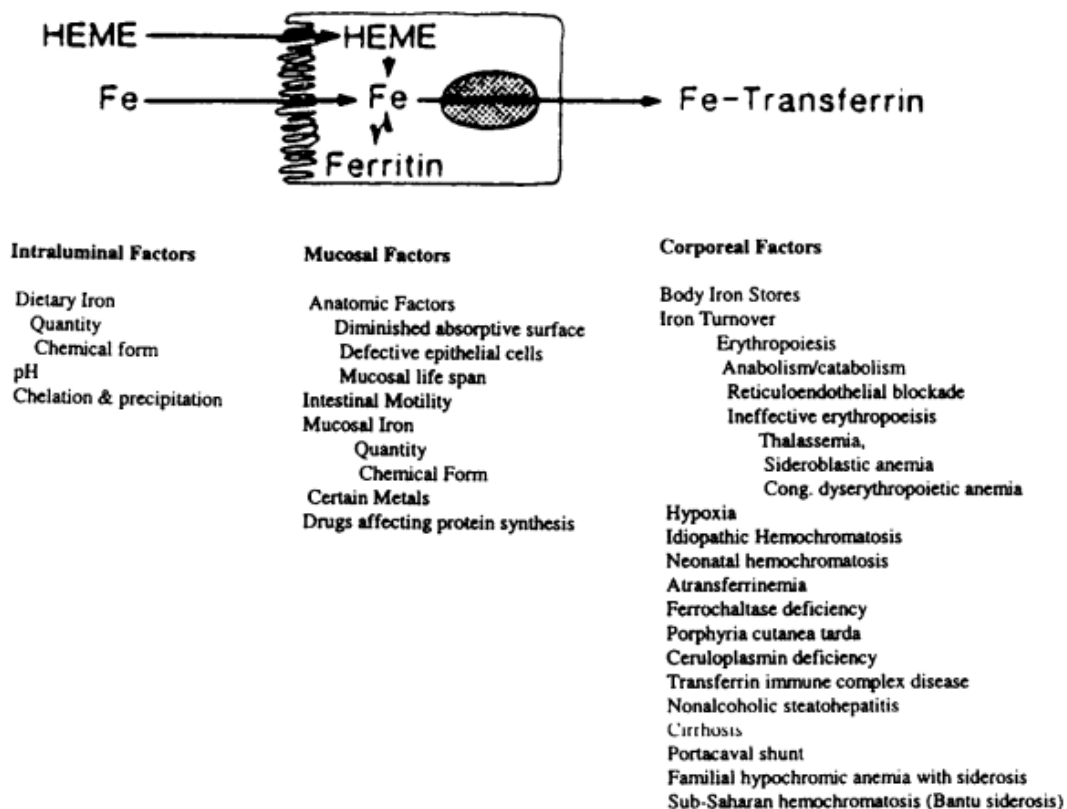 HEME
HEME
Fe
Fe
Fe-Transferrin
Ferritin
Intraluminal Factors
Dietary Iron
Quantity
Chemical form
pH
Chelation & precipitation
Mucosal Factors
Anatomic Factors
Diminished absorptive surface
Defective epithelial cells
Mucosal life span
Intestinal Motility
Mucosal Iron
Quantity
Chemical Form
Certain Metals
Drugs affecting protein synthesis
Corporeal Factors
Body Iron Stores
Iron Turnover
Erythropoiesis
Anabolism/catabolism
Reticuloendothelial blockade
Ineffective erythropoeisis
Thalassemia,
Sideroblastic anemia
Cong. dyserythropoietic anemia
Hypoxia
Idiopathic Hemochromatosis
Neonatal hemochromatosis
Atransferrinemia
Ferrochaltase deficiency
Porphyria cutanea tarda
Ceruloplasmin deficiency
Transferrin immune complex disease
Nonalcoholic steatohepatitis
Cirrhosis
Portacaval shunt
Familial hypochromic anemia with siderosis
Sub-Saharan hemochromatosis (Bantu siderosis)